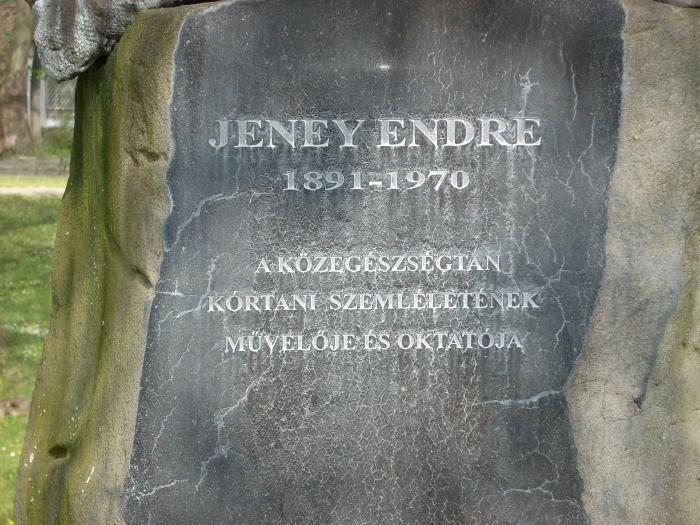 JENEY ENDRE
1891-1970
A KÖZEGÉSZSÉGTAN
KÓRTANI SZEMLÉLETÉNEK
MŰVELŐJE ÉS OKTATÓJA